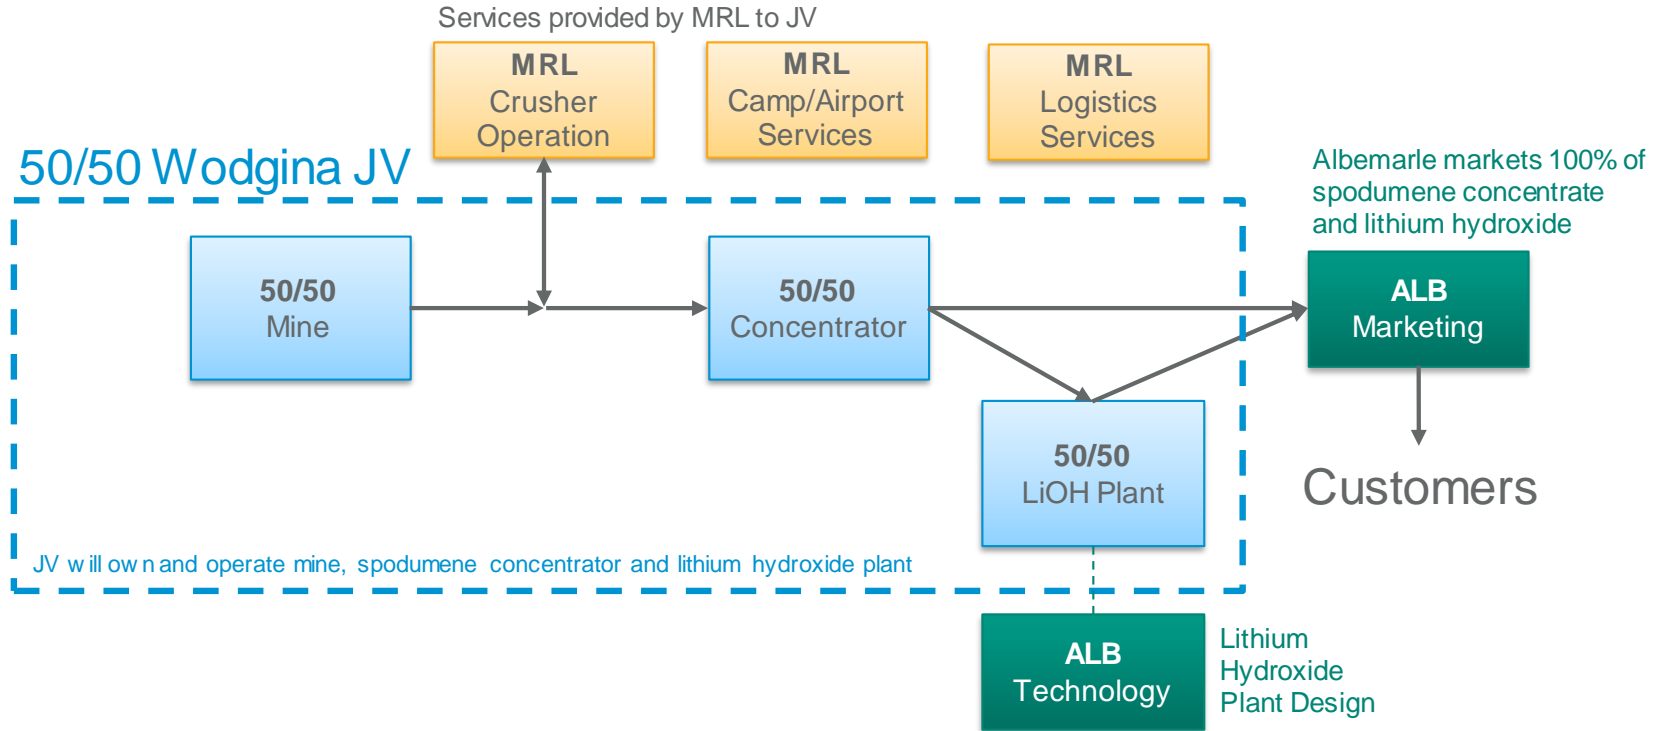 Services provided by MRL to JV
MRL
Crusher
Operation
MRL
Camp/Airport
Services
MRL
Logistics
Services
50/50 Wodgina JV
Albemarle markets 100% of
spodumene concentrate
and lithium hydroxide
50/50
Mine
50/50
Concentrator
ALB
Marketing
50/50
LiOH Plant
Customers
JV will own and operate mine, spodumene concentrator and lithium hydroxide plant
ALB
Technology
Lithium
Hydroxide
Plant Design